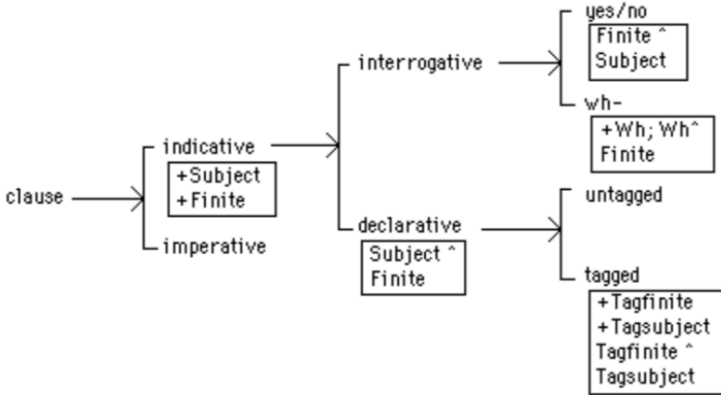 yes/no
Finite ^
Subject
interrogative
wh-
+Wh; Wh^
Finite
indicative
+Subject
+Finite
clause
imperative
untagged
declarative
Subject ^
Finite
tagged
+Tagfinite
+Tagsubject
Tagfinite ^
Tagsubject